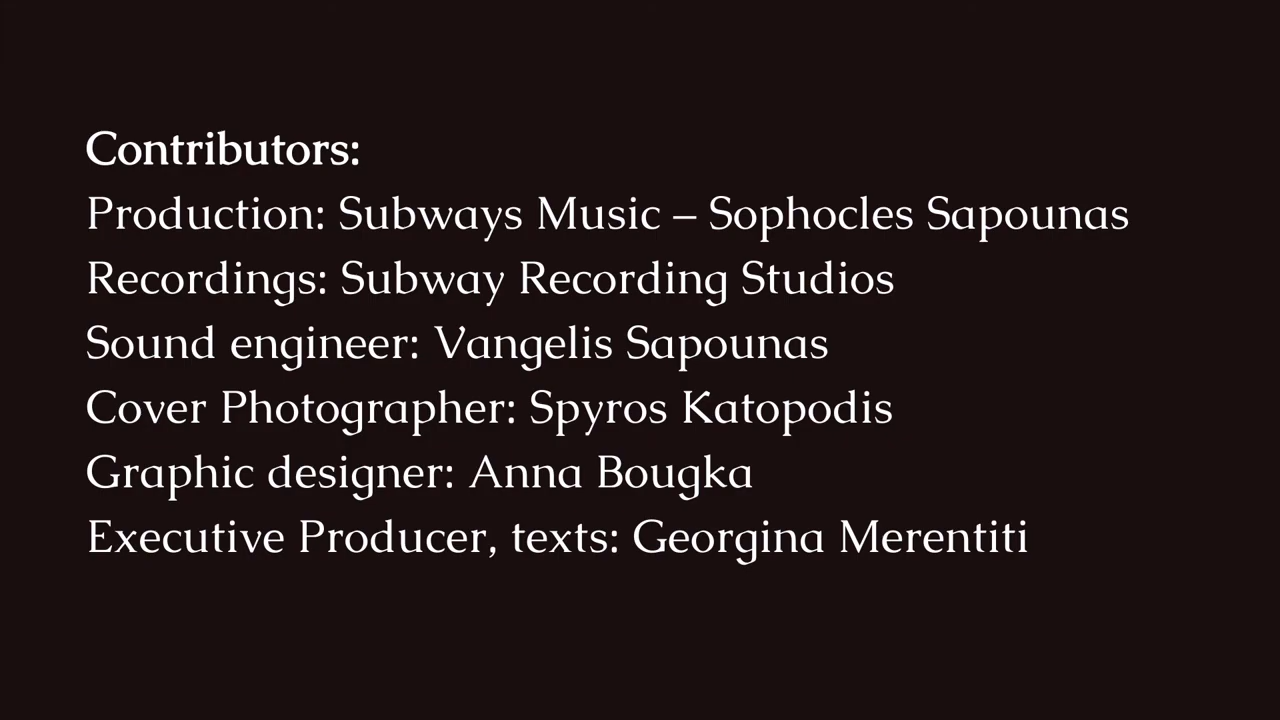 Contributors:
Production: Subways Music – Sophocles Sapounas
Recordings: Subway Recording Studios
Sound engineer: Vangelis Sapounas
Cover Photographer: Spyros Katopodis
Graphic designer: Anna Bougka
Executive Producer, texts: Georgina Merentiti